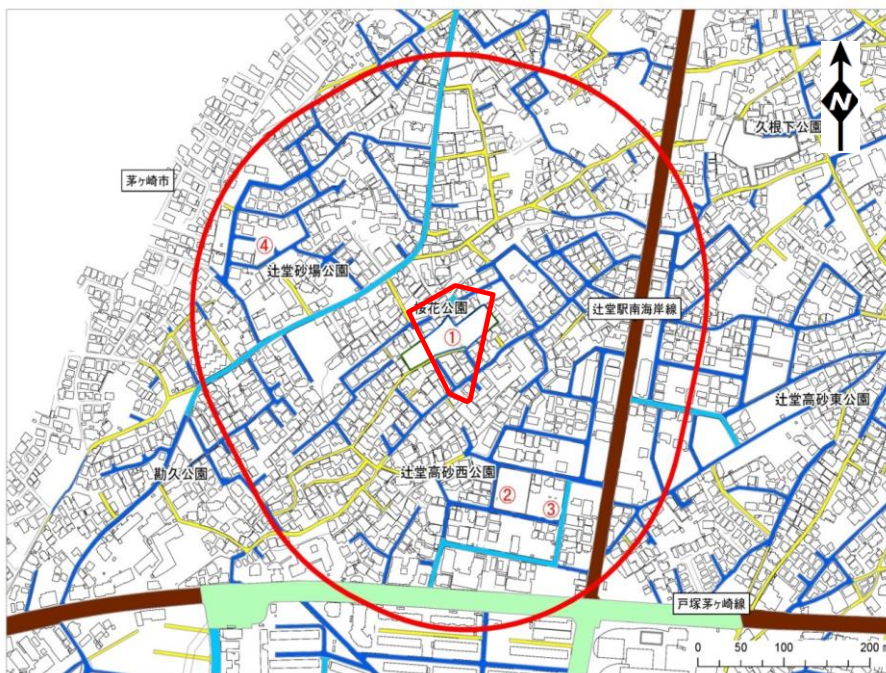 N
久根下公園
茅ヶ崎市
④
辻堂砂場公園
桜花公園
①
辻堂駅南海岸線
辻堂高砂東公園
勘久公園
辻堂高砂西公園
②
③
戸塚茅ヶ崎線
0 50 100 200 m